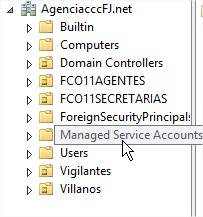 AgenciacccFJ.net
Builtin
Computers
Domain Controllers
FCO11AGENTES
FCO11SECRETARIAS
ForeignSecurityPrincipals
Managed Service Accounts
Users
Vigilantes
Villanos